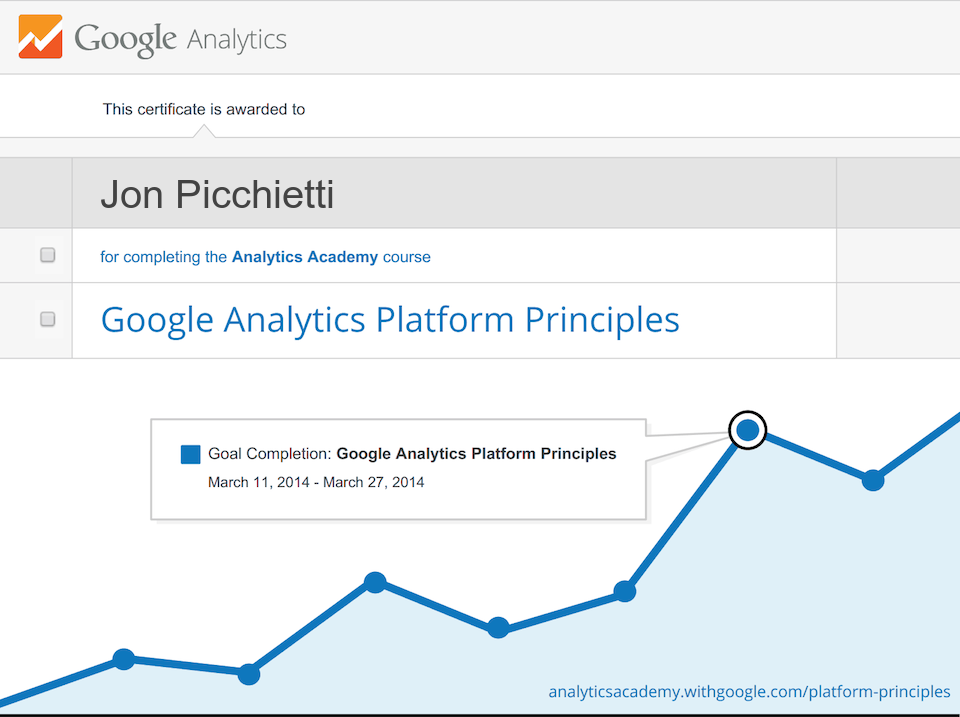 Google Analytics
This certificate is awarded to
Jon Picchietti
for completing the Analytics Academy course
Google Analytics Platform Principles
Goal Completion: Google Analytics Platform Principles
March 11, 2014 - March 27, 2014
analyticsacademy.withgoogle.com/platform-principles